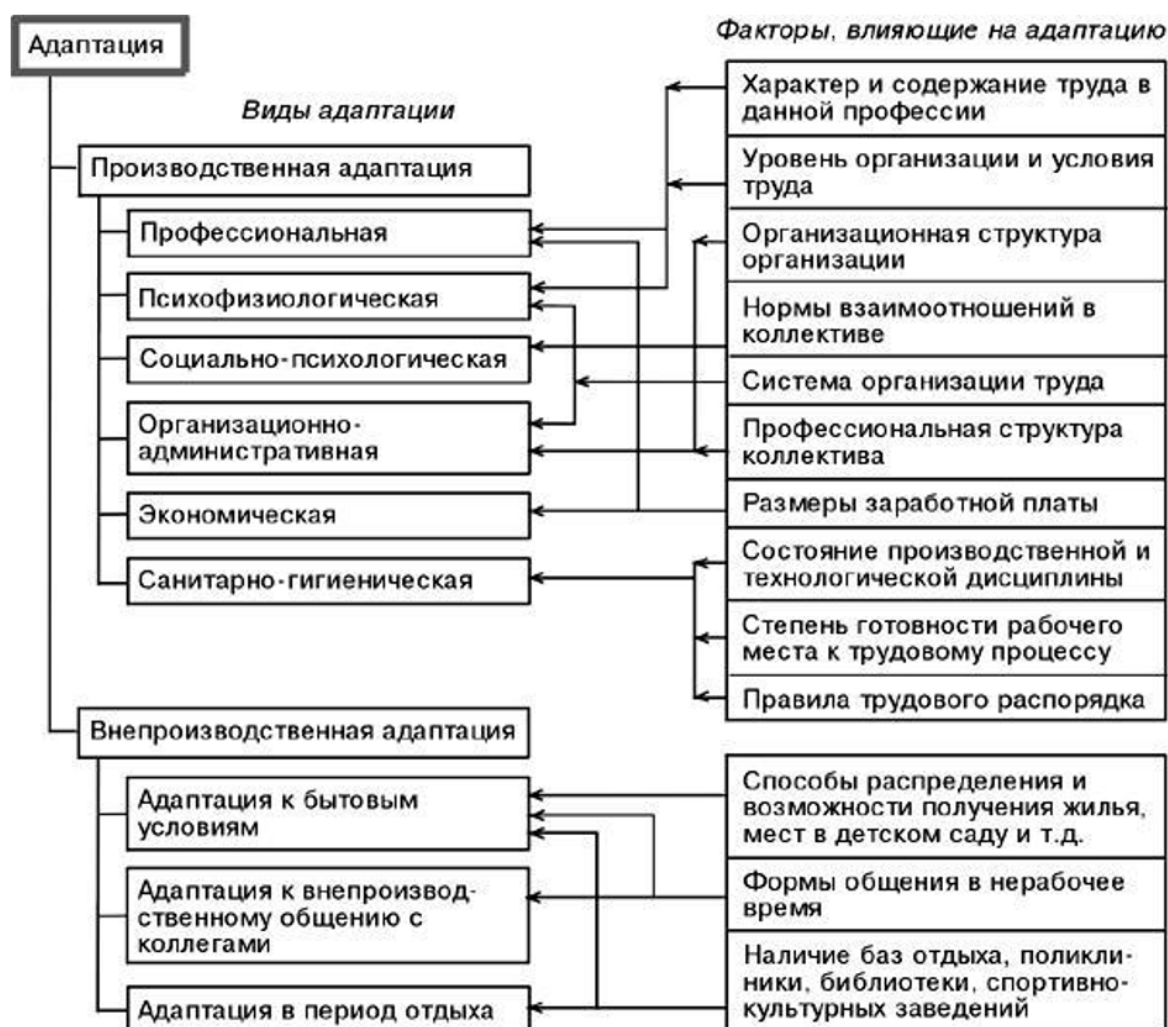 Адаптация
Виды адаптации
Производственная адаптация
Профессиональная
Психофизиологическая
Социально-психологическая
Организационно-
административная
Экономическая
Санитарно-гигиеническая
Внепроизводственная адаптация
Адаптация к бытовым
условиям
Адаптация к внепроизвод-
ственному общению с
коллегами
Адаптация в период отдыха
Факторы, влияющие на адаптацию
Характер и содержание труда в
данной профессии
Уровень организации и условия
труда
Организационная структура
организации
Нормы взаимоотношений в
коллективе
Система организации труда
Профессиональная структура
коллектива
Размеры заработной платы
Состояние производственной и
технологической дисциплины
Степень готовности рабочего
места к трудовому процессу
Правила трудового распорядка
Способы распределения и
возможности получения жилья,
мест в детском саду и т.д.
Формы общения в нерабочее
время
Наличие баз отдыха, поликли-
ники, библиотеки, спортивно-
культурных заведений